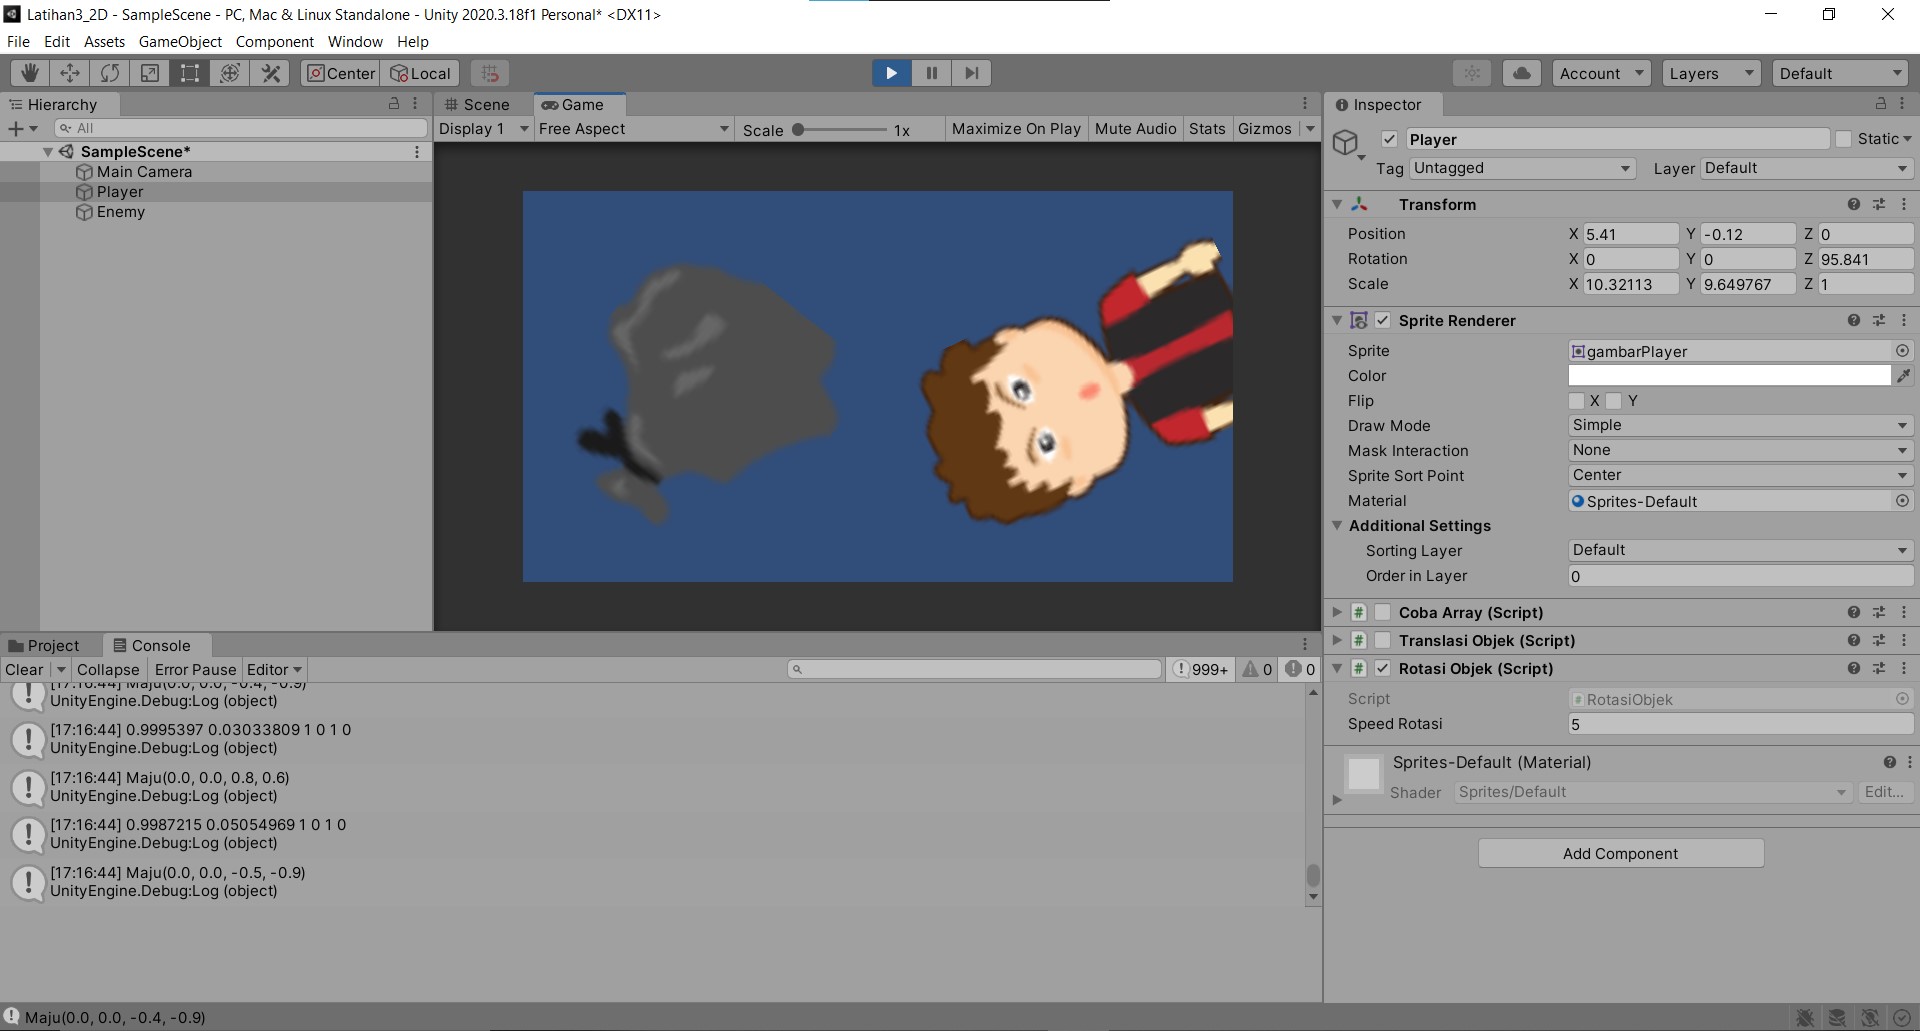 Latihan3_2D - SampleScene - PC, Mac & Linux Standalone - Unity 2020.3.18f1 Personal* <DX11>
File Edit Assets GameObject Component Window Help
Center Local Account Layers Default
Hierarchy
All
SampleScene*
Main Camera
Player
Enemy
Scene Game
Display 1 Free Aspect Scale 1x Maximize On Play Mute Audio Stats Gizmos
Project Console
Clear Collapse Error Pause Editor 999+ 0 0
[17:16:44] Maju(0.0, 0.0, -0.4, -0.9)
UnityEngine.Debug:Log (object)
[17:16:44] 0.9995397 0.03033809 1 0 1 0
UnityEngine.Debug:Log (object)
[17:16:44] Maju(0.0, 0.0, 0.8, 0.6)
UnityEngine.Debug:Log (object)
[17:16:44] 0.9987215 0.05054969 1 0 1 0
UnityEngine.Debug:Log (object)
[17:16:44] Maju(0.0, 0.0, -0.5, -0.9)
UnityEngine.Debug:Log (object)
Maju(0.0, 0.0, -0.4, -0.9)
Inspector
Player Static
Tag Untagged Layer Default
Transform
Position X 5.41 Y -0.12 Z 0
Rotation X 0 Y 0 Z 95.841
Scale X 10.32113 Y 9.649767 Z 1
Sprite Renderer
Sprite gambarPlayer
Color
Flip X Y
Draw Mode Simple
Mask Interaction None
Sprite Sort Point Center
Material Sprites-Default
Additional Settings
Sorting Layer Default
Order in Layer 0
# Coba Array (Script)
# Translasi Objek (Script)
# Rotasi Objek (Script)
Script # RotasiObjek
Speed Rotasi 5
Sprites-Default (Material)
Shader Sprites/Default Edit...
Add Component